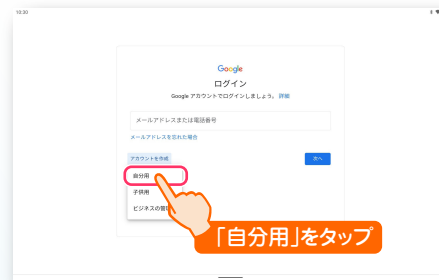 10:30
Google
ログイン
Google アカウントでログインしましょう。 詳細
メールアドレスまたは電話番号
メールアドレスを忘れた場合
アカウントを作成
次へ
自分用
子供用
ビジネスの管理
「自分用」をタップ